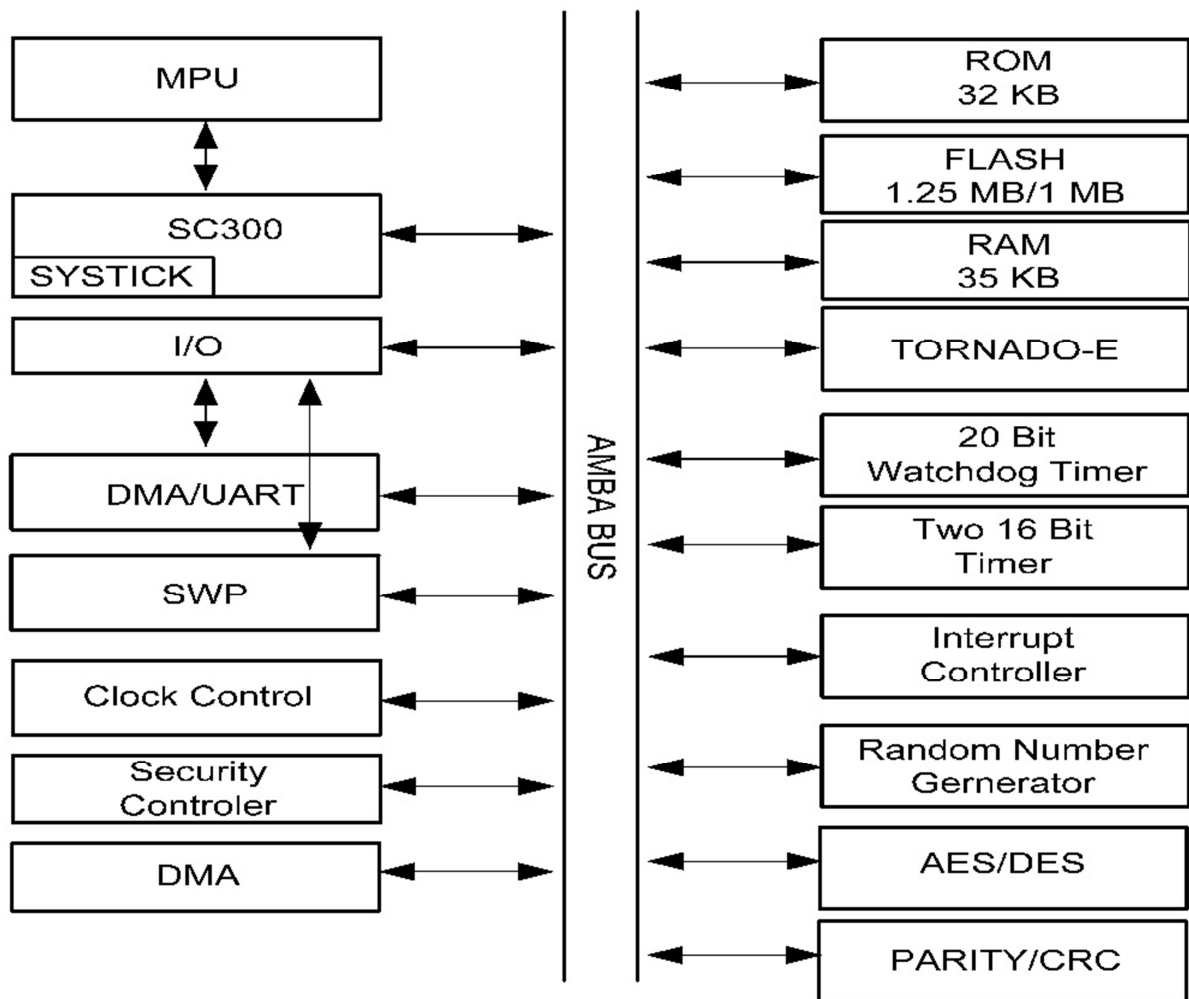 MPU
SC300
SYSTICK
I/O
DMA/UART
SWP
Clock Control
Security
Controler
DMA
AMBA BUS
ROM
32 KB
FLASH
1.25 MB/1 MB
RAM
35 KB
TORNADO-E
20 Bit
Watchdog Timer
Two 16 Bit
Timer
Interrupt
Controller
Random Number
Gernerator
AES/DES
PARITY/CRC